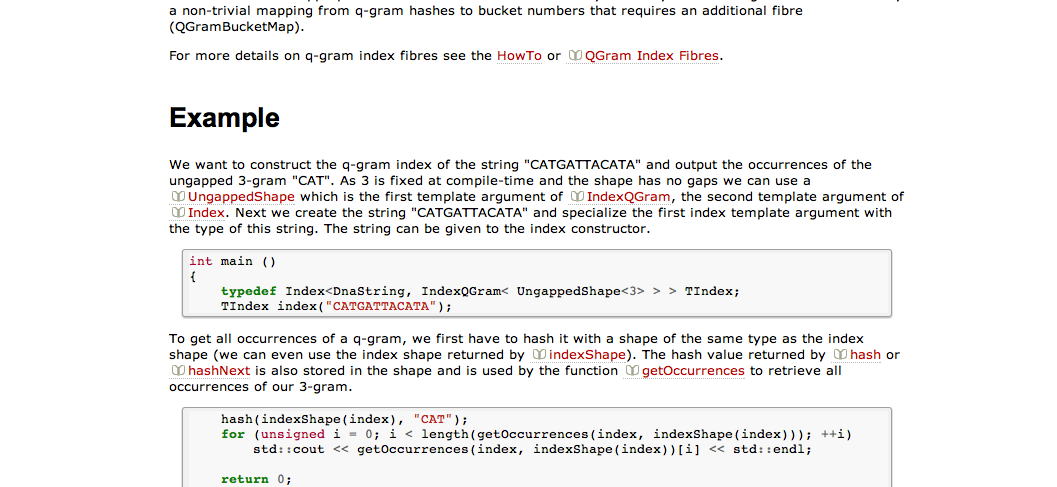 a non-trivial mapping from q-gram hashes to bucket numbers that requires an additional fibre
(QGramBucketMap).
For more details on q-gram index fibres see the HowTo or QGram Index Fibres.
Example
We want to construct the q-gram index of the string "CATGATTACATA" and output the occurrences of the
ungapped 3-gram "CAT". As 3 is fixed at compile-time and the shape has no gaps we can use a
UngappedShape which is the first template argument of IndexQGram, the second template argument of
Index. Next we create the string "CATGATTACATA" and specialize the first index template argument with
the type of this string. The string can be given to the index constructor.
int main ()
{
    typedef Index<DnaString, IndexQGram< UngappedShape<3> > > TIndex;
    TIndex index("CATGATTACATA");
To get all occurrences of a q-gram, we first have to hash it with a shape of the same type as the index
shape (we can even use the index shape returned by indexShape). The hash value returned by hash or
hashNext is also stored in the shape and is used by the function getOccurrences to retrieve all
occurrences of our 3-gram.
    hash(indexShape(index), "CAT");
    for (unsigned i = 0; i < length(getOccurrences(index, indexShape(index))); ++i)
        std::cout << getOccurrences(index, indexShape(index))[i] << std::endl;
    return 0;